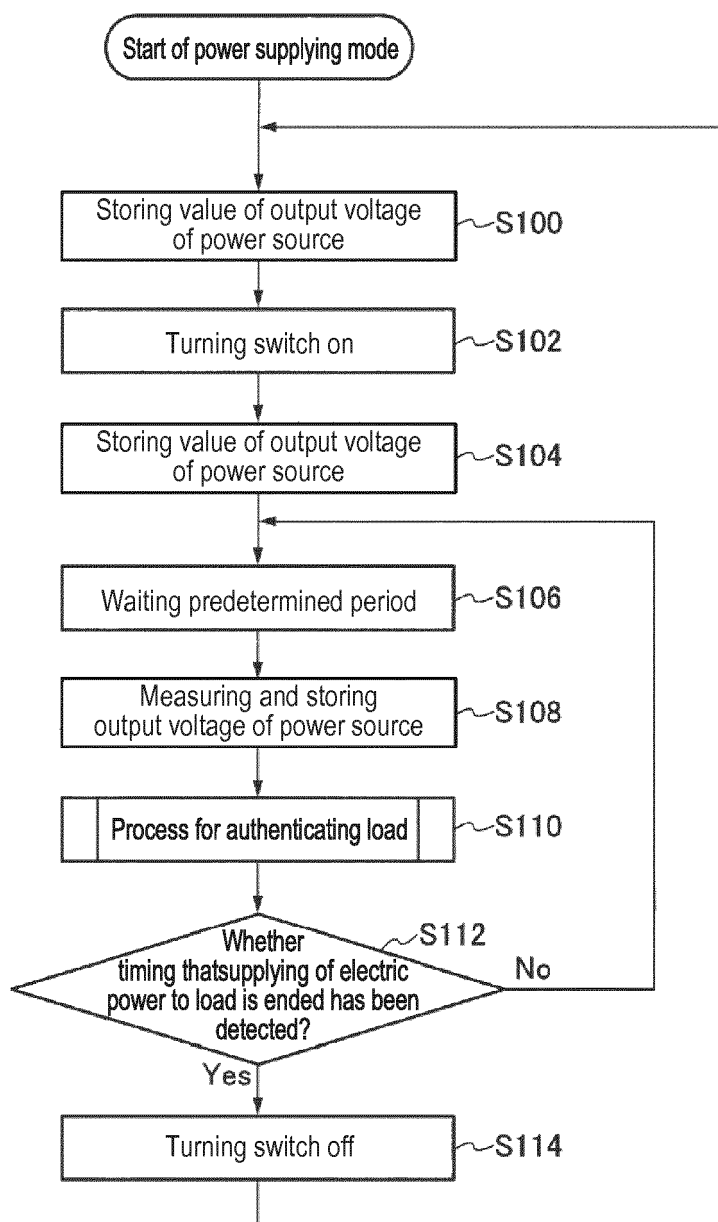 Start of power supplying mode
Storing value of output voltage
of power source
S100
Turning switch on
S102
Storing value of output voltage
of power source
S104
Waiting predetermined period
S106
Measuring and storing
output voltage of power source
S108
Process for authenticating load
S110
S112
Whether
timing thatsupplying of electric
power to load is ended has been
detected?
No
Yes
Turning switch off
S114